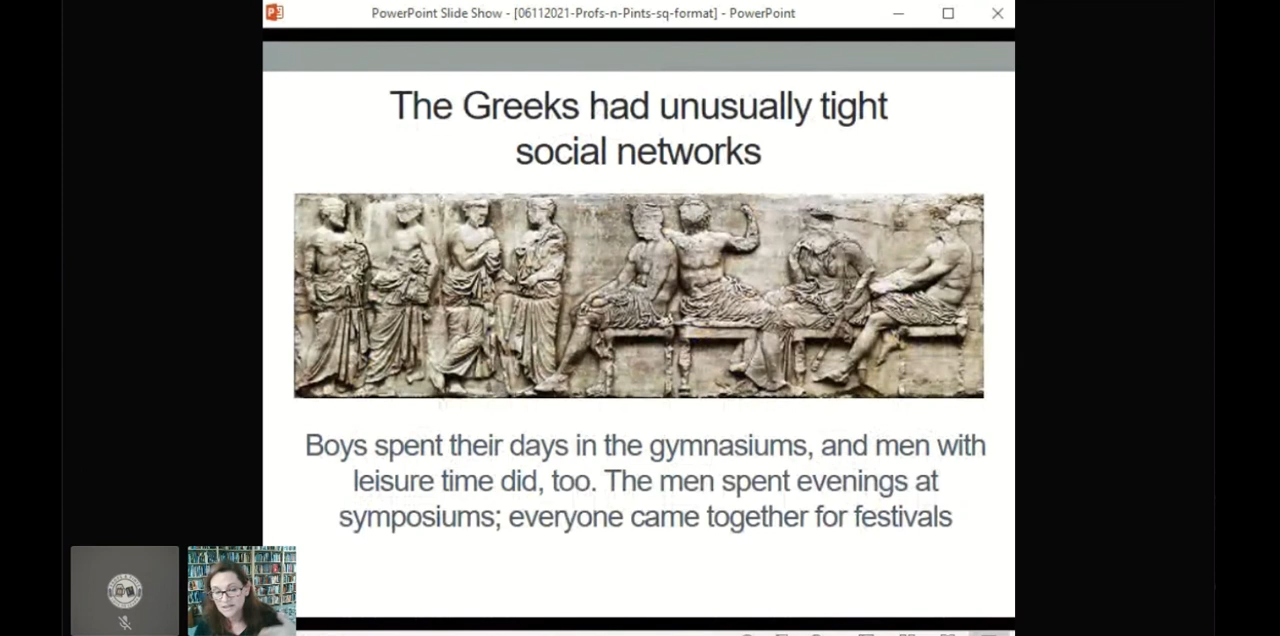 PowerPoint Slide Show - [06112021-Profs-n-Pints-sq-format] - PowerPoint
The Greeks had unusually tight
social networks
Boys spent their days in the gymnasiums, and men with
leisure time did, too. The men spent evenings at
symposiums; everyone came together for festivals